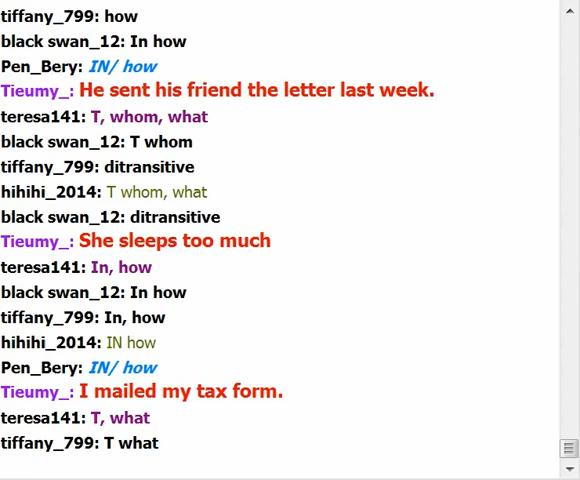 tiffany_799: how
black swan_12: In how
Pen_Bery: IN/ how
Tieumy_: He sent his friend the letter last week.
teresa141: T, whom, what
black swan_12: T whom
tiffany_799: ditransitive
hihihi_2014: T whom, what
black swan_12: ditransitive
Tieumy_: She sleeps too much
teresa141: In, how
black swan_12: In how
tiffany_799: In, how
hihihi_2014: IN how
Pen_Bery: IN/ how
Tieumy_: I mailed my tax form.
teresa141: T, what
tiffany_799: T what